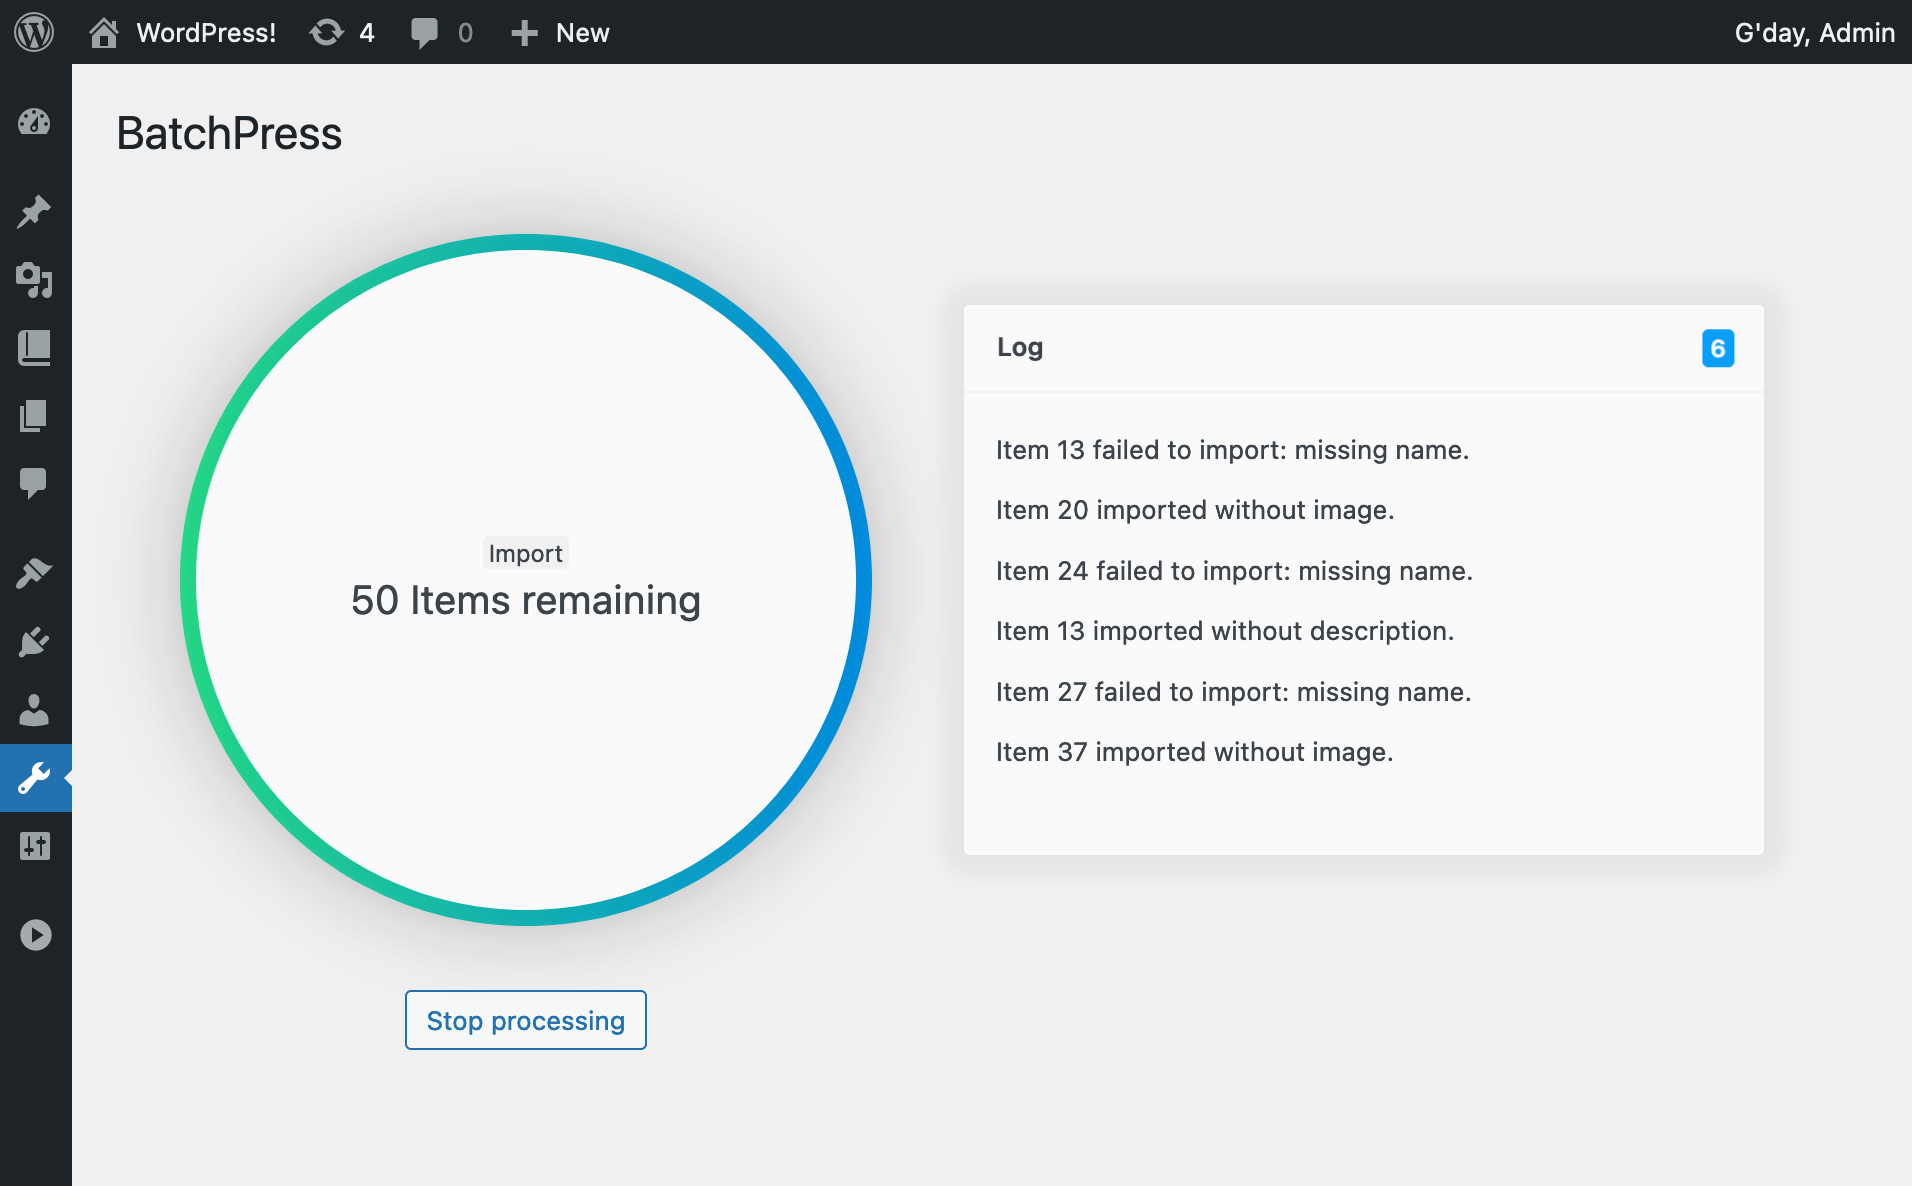 WordPress! 4 0 New G'day, Admin
BatchPress
Import
50 Items remaining
Stop processing
Log 6
Item 13 failed to import: missing name.
Item 20 imported without image.
Item 24 failed to import: missing name.
Item 13 imported without description.
Item 27 failed to import: missing name.
Item 37 imported without image.